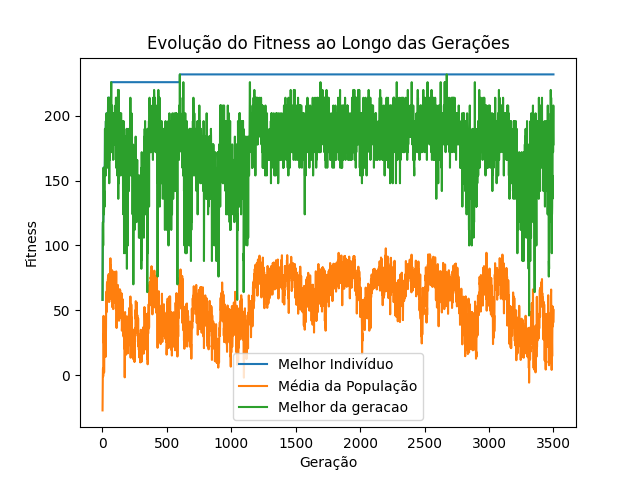 Evolução do Fitness ao Longo das Gerações
Fitness
200
150
100
50
0
Melhor Indivíduo
Média da População
Melhor da geracao
0 500 1000 1500 2000 2500 3000 3500
Geração